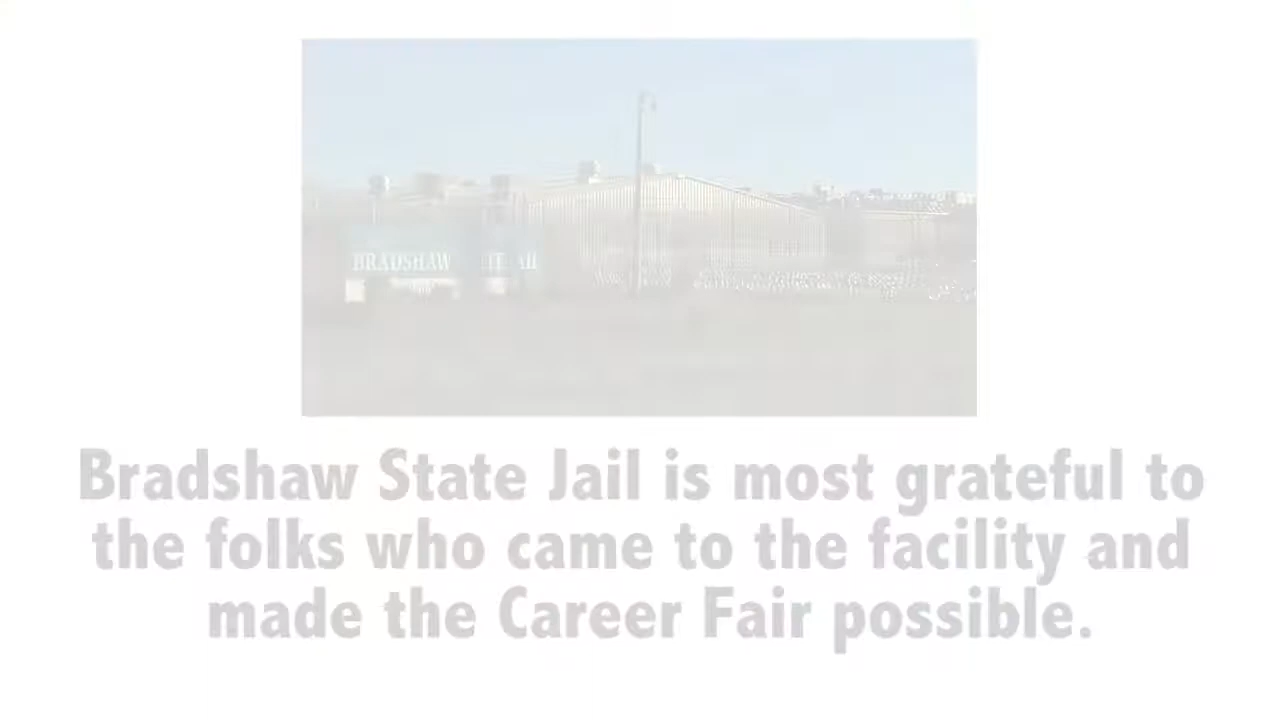 BRADSHAW
Bradshaw State Jail is most grateful to
the folks who came to the facility and
made the Career Fair possible.